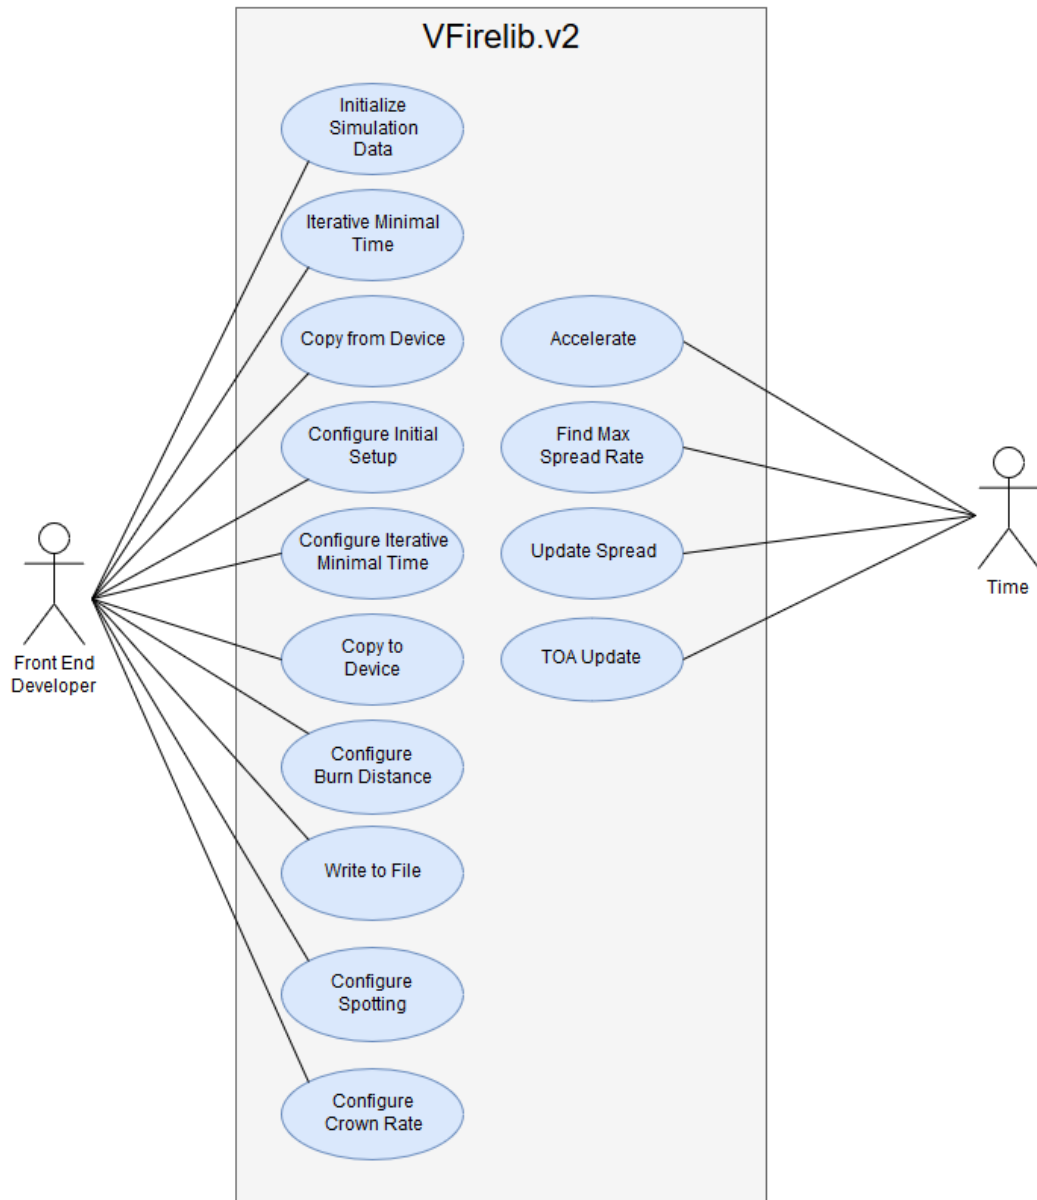 VFirelib.v2
Initialize
Simulation
Data
Iterative Minimal
Time
Copy from Device
Configure Initial
Setup
Configure Iterative
Minimal Time
Copy to
Device
Configure
Burn Distance
Write to File
Configure
Spotting
Configure
Crown Rate
Accelerate
Find Max
Spread Rate
Update Spread
TOA Update
Front End
Developer
Time